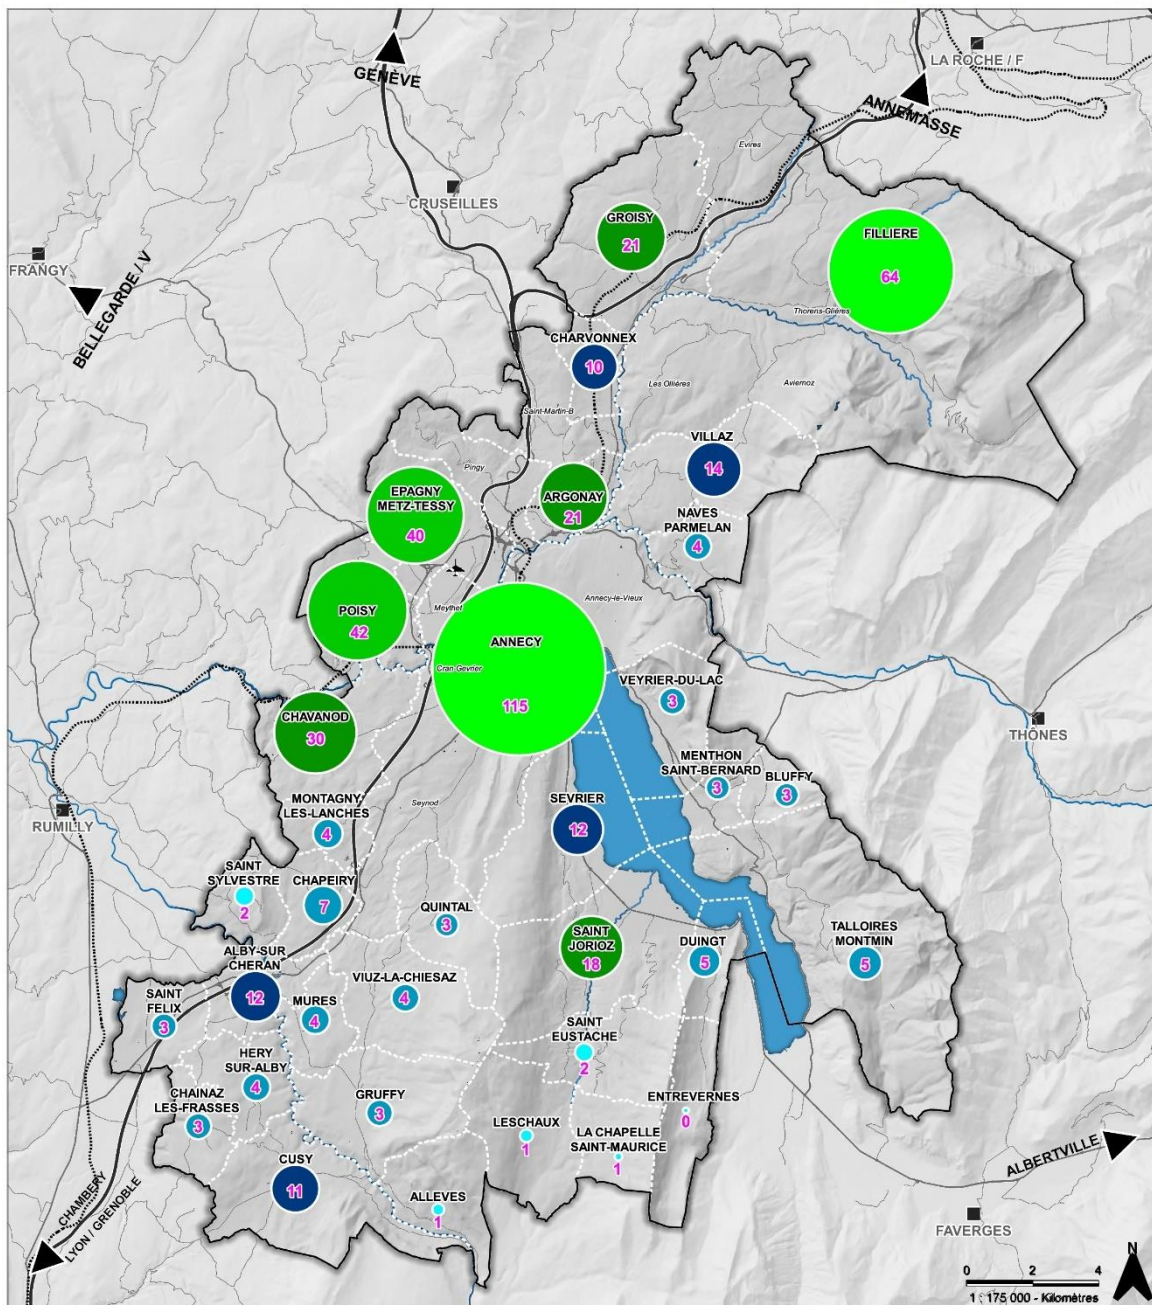 LA ROCHE / F
GENÈVE
ANNEMASSE
Evires
CRUSEILLES
GROISY
21
FILLIERE
64
FRANGY
BELLEGARDE / V
Thorens-Glières
CHARVONNEX
10
Les Ollières
Aviernoz
Saint-Martin-B
VILLAZ
14
Pingy
EPAGNY
METZ-TESSY
40
ARGONAY
21
NAVES
PARMELAN
4
POISY
42
Meythet
Annecy-le-Vieux
ANNECY
115
Cran-Gevrier
VEYRIER-DU-LAC
3
CHAVANOD
30
THÔNES
MENTHON
SAINT-BERNARD
3
BLUFFY
3
RUMILLY
MONTAGNY
LES-LANCHES
4
Seynod
SEVRIER
12
SAINT
SYLVESTRE
2
CHAPEIRY
7
QUINTAL
3
SAINT
JORIOZ
18
DUINGT
5
TALLOIRES
MONTMIN
5
ALBY-SUR
CHERAN
12
VIUZ-LA-CHIESAZ
4
SAINT
FELIX
3
MURES
4
SAINT
EUSTACHE
2
HERY
SUR-ALBY
4
CHAINAZ
LES-FRASSES
3
GRUFFY
3
ENTREVERNES
0
LESCHAUX
1
LA CHAPELLE
SAINT-MAURICE
1
CUSY
11
ALLEVES
1
ALBERTVILLE
CHAMBERY
LYON / GRENOBLE
FAVERGES
N
0 2 4
1 : 175 000 - Kilomètres